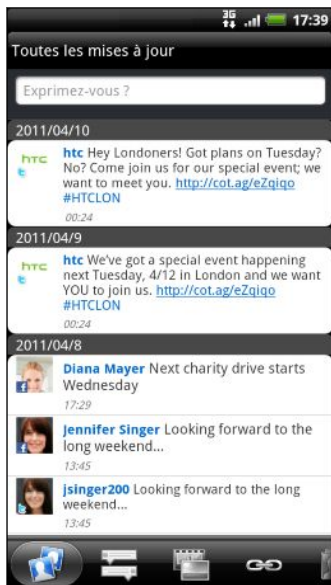 3G 17:39
Toutes les mises à jour
Exprimez-vous ?
2011/04/10
htc htc Hey Londoners! Got plans on Tuesday?
No? Come join us for our special event; we
want to meet you. http://cot.ag/eZqiqo
#HTCLON
00:24
2011/04/9
htc htc We've got a special event happening
next Tuesday, 4/12 in London and we want
YOU to join us. http://cot.ag/eZqiqo
#HTCLON
00:24
2011/04/8
Diana Mayer Next charity drive starts
Wednesday
17:29
Jennifer Singer Looking forward to the
long weekend...
13:45
jsinger200 Looking forward to the long
weekend...
13:45